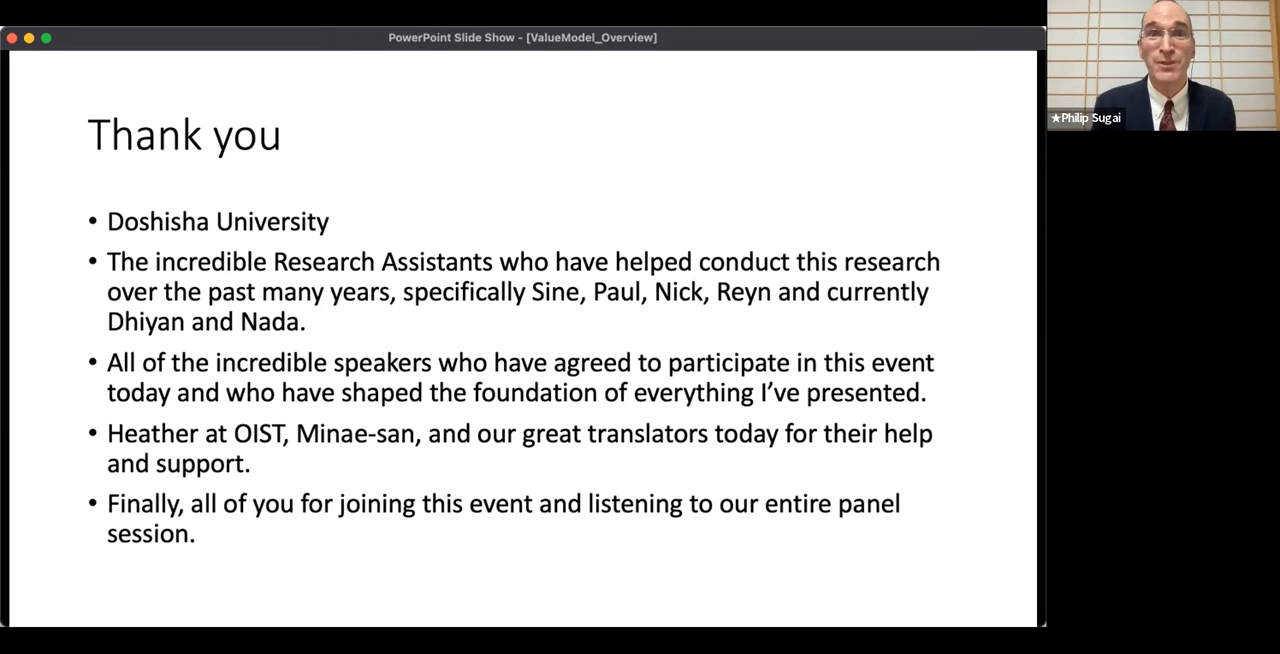 PowerPoint Slide Show - [ValueModel_Overview]
★Philip Sugai
Thank you
• Doshisha University
• The incredible Research Assistants who have helped conduct this research
over the past many years, specifically Sine, Paul, Nick, Reyn and currently
Dhiyan and Nada.
• All of the incredible speakers who have agreed to participate in this event
today and who have shaped the foundation of everything I’ve presented.
• Heather at OIST, Minae-san, and our great translators today for their help
and support.
• Finally, all of you for joining this event and listening to our entire panel
session.